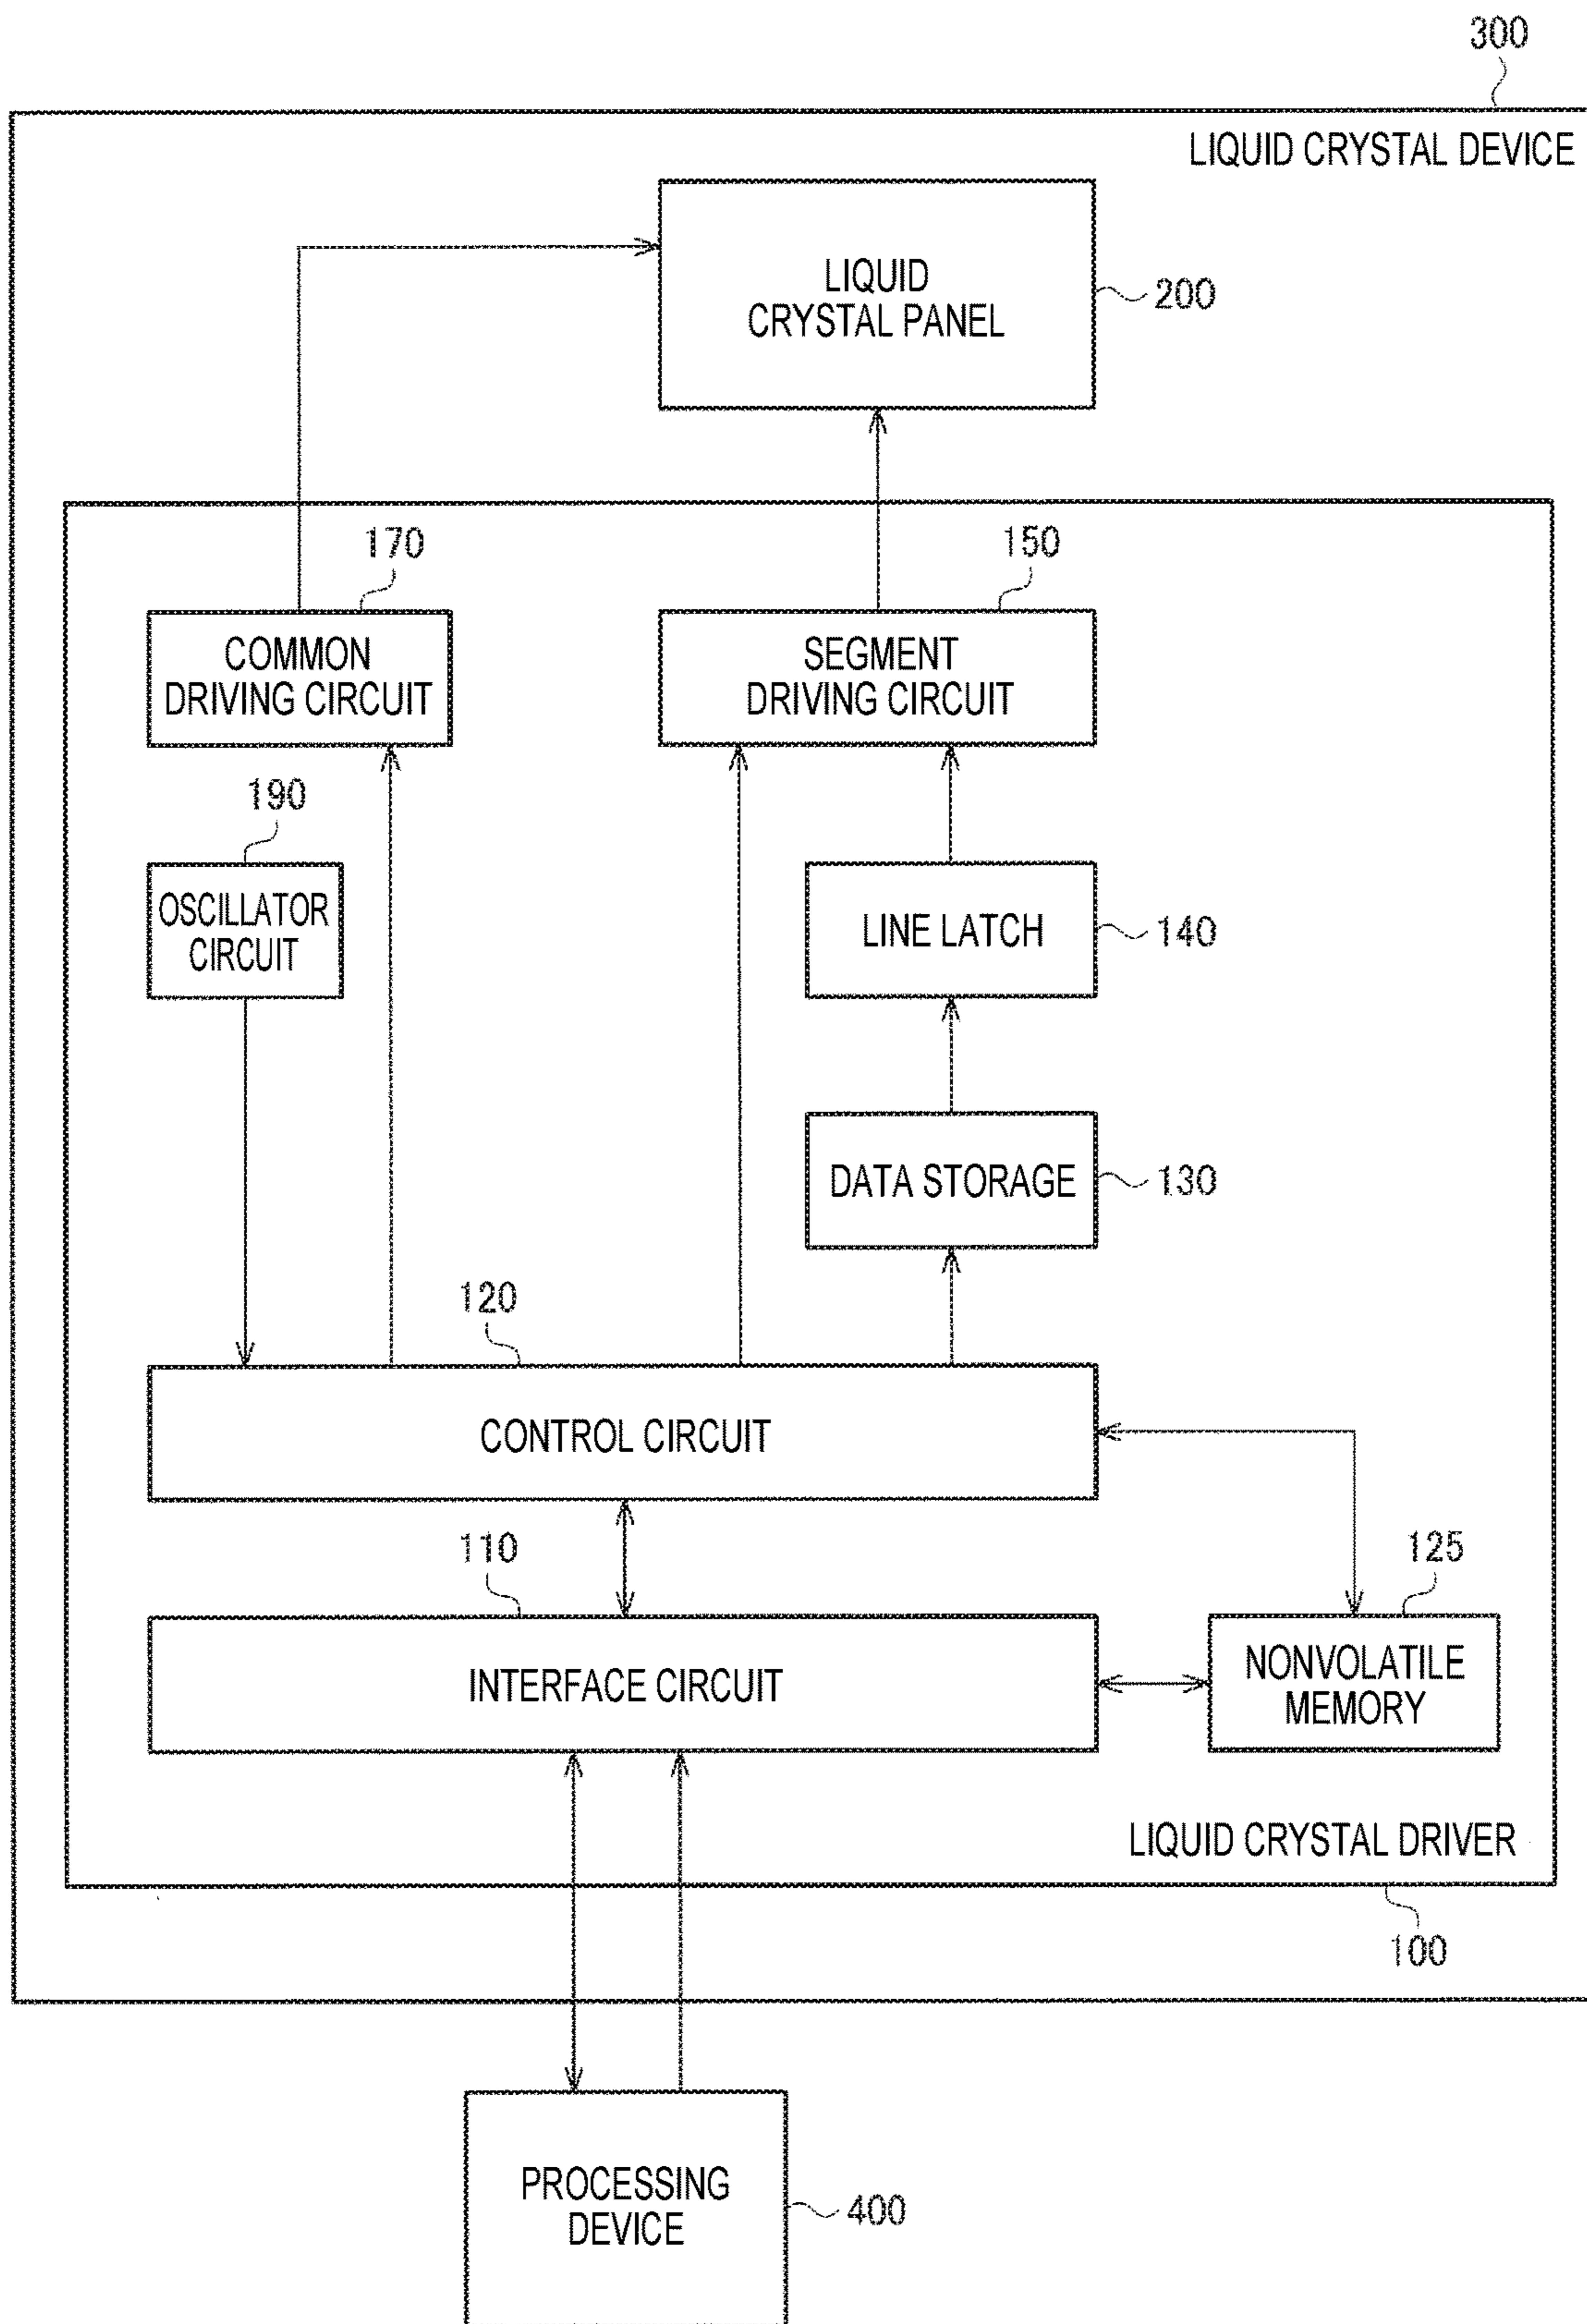 300
LIQUID CRYSTAL DEVICE
LIQUID
CRYSTAL PANEL
200
170
150
COMMON
DRIVING CIRCUIT
SEGMENT
DRIVING CIRCUIT
190
OSCILLATOR
CIRCUIT
LINE LATCH
140
DATA STORAGE
130
120
CONTROL CIRCUIT
110
125
INTERFACE CIRCUIT
NONVOLATILE
MEMORY
LIQUID CRYSTAL DRIVER
100
PROCESSING
DEVICE
400